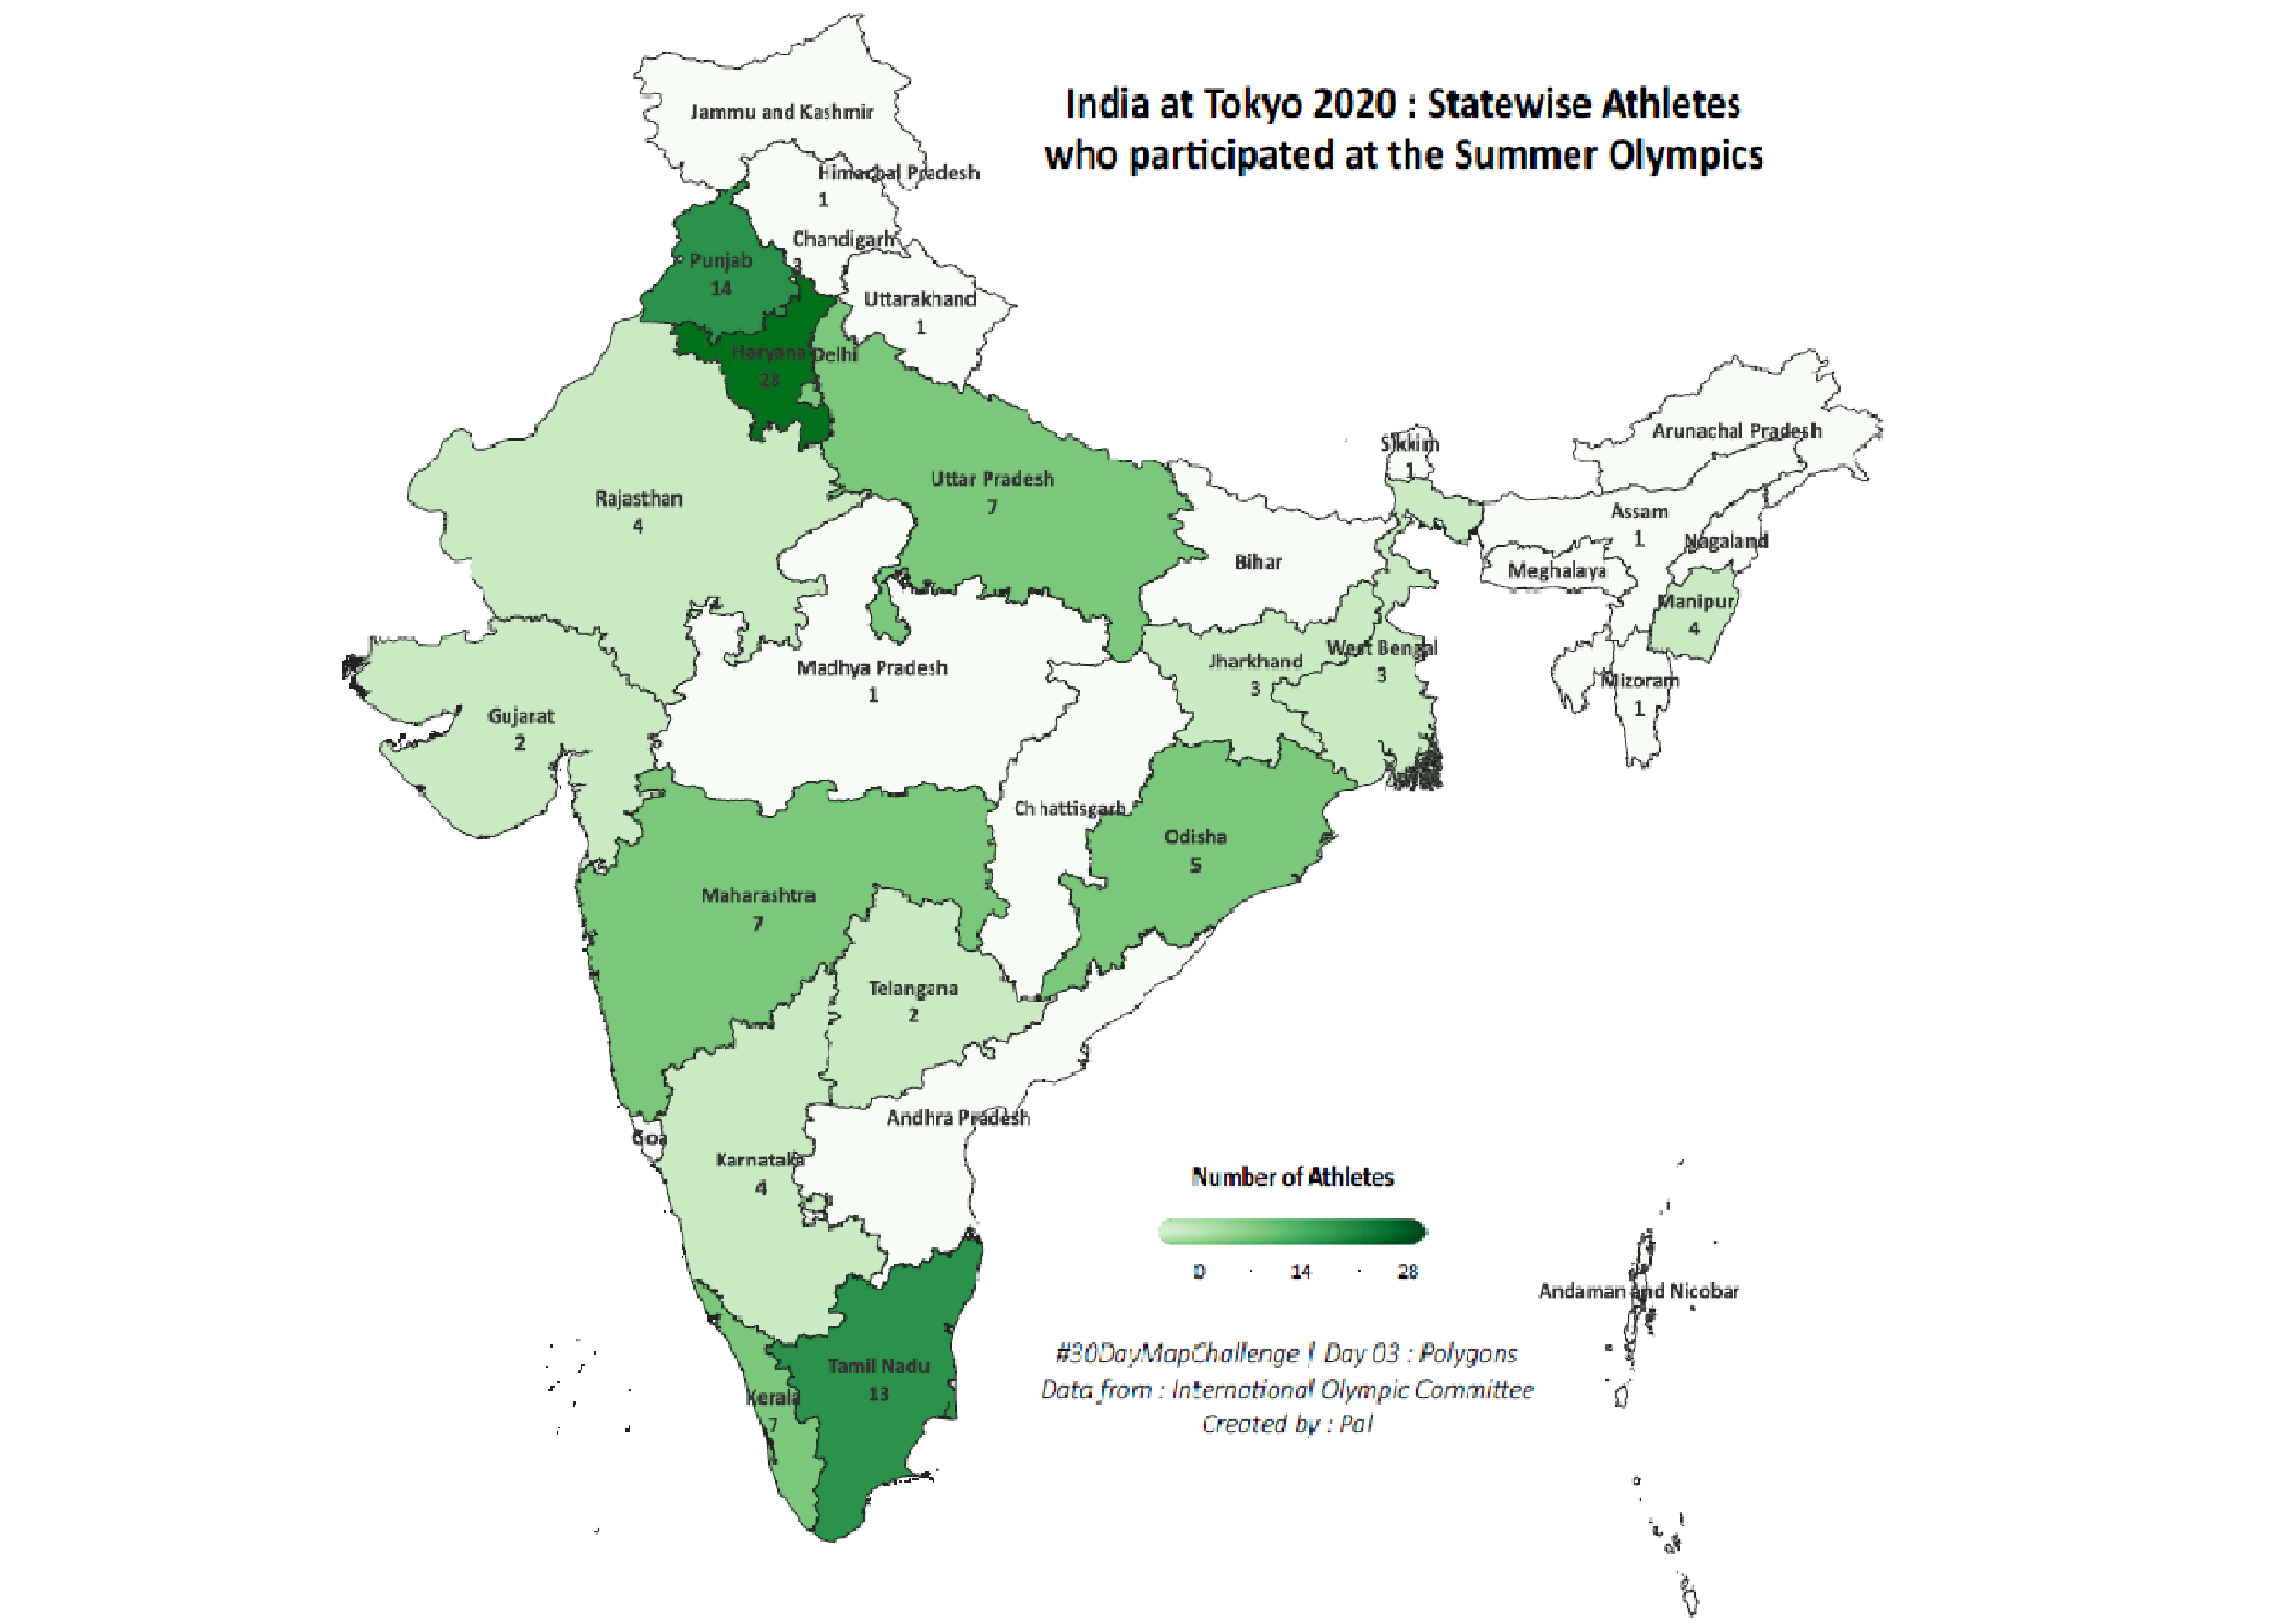 India at Tokyo 2020 : Statewise Athletes
who participated at the Summer Olympics
Jammu and Kashmir
Himachal Pradesh
1
Chandigarh
3
Punjab
14
Uttarakhand
1
Haryana
28
Delhi
Rajasthan
4
Uttar Pradesh
7
Sikkim
1
Arunachal Pradesh
Assam
1
Nagaland
Bihar
Meghalaya
Manipur
4
Madhya Pradesh
1
Jharkhand
3
West Bengal
3
Mizoram
1
Gujarat
2
Chhattisgarh
Odisha
5
Maharashtra
7
Telangana
2
Andhra Pradesh
Goa
Karnataka
4
Tamil Nadu
13
Kerala
7
Andaman and Nicobar
Number of Athletes
0 - 14 - 28
#30DayMapChallenge | Day 03 : Polygons
Data from : International Olympic Committee
Created by : Pal